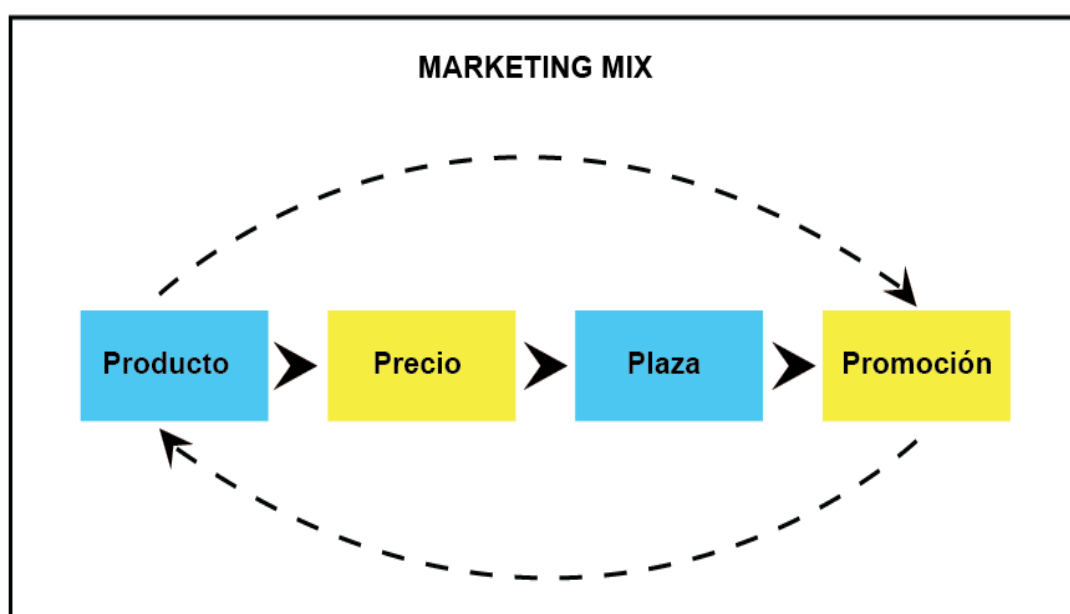 MARKETING MIX
Producto
Precio
Plaza
Promoción